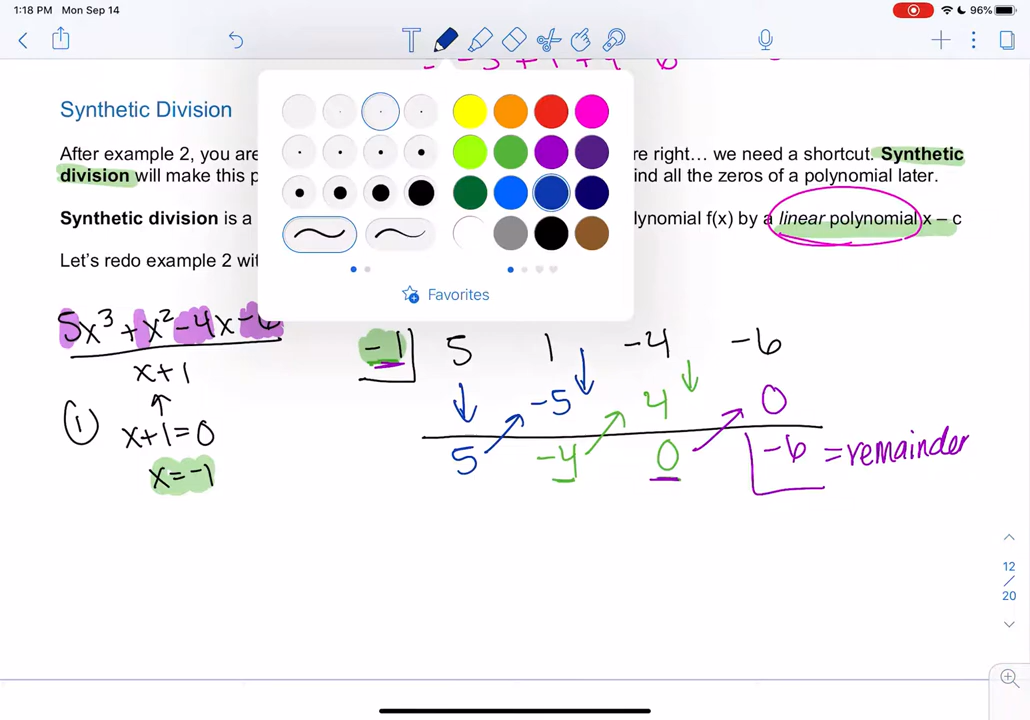 1:18 PM Mon Sep 14
96%
T
Synthetic Division
After example 2, you are
re right… we need a shortcut. Synthetic
division will make this p
ind all the zeros of a polynomial later.
Synthetic division is a
lynomial f(x) by a linear polynomial x – c
Let's redo example 2 wit
Favorites
5x³ + x² - 4x - 6
x+1
① x+1=0
x=-1
-1 5 1 -4 -6
-5 4 0
5 -4 0 -6 = remainder
12
/
20